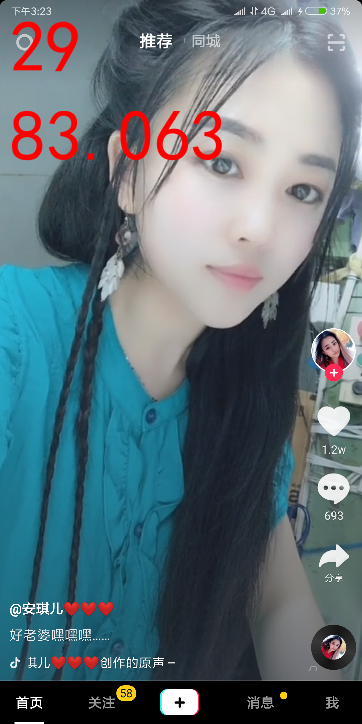 下午3:23 4G 37%
29
推荐 同城
83.063
1.2w
693
分享
@安琪儿❤️❤️❤️
好老婆嘿嘿嘿……
琪儿❤️❤️❤️创作的原声 –
首页 关注 58 消息 我